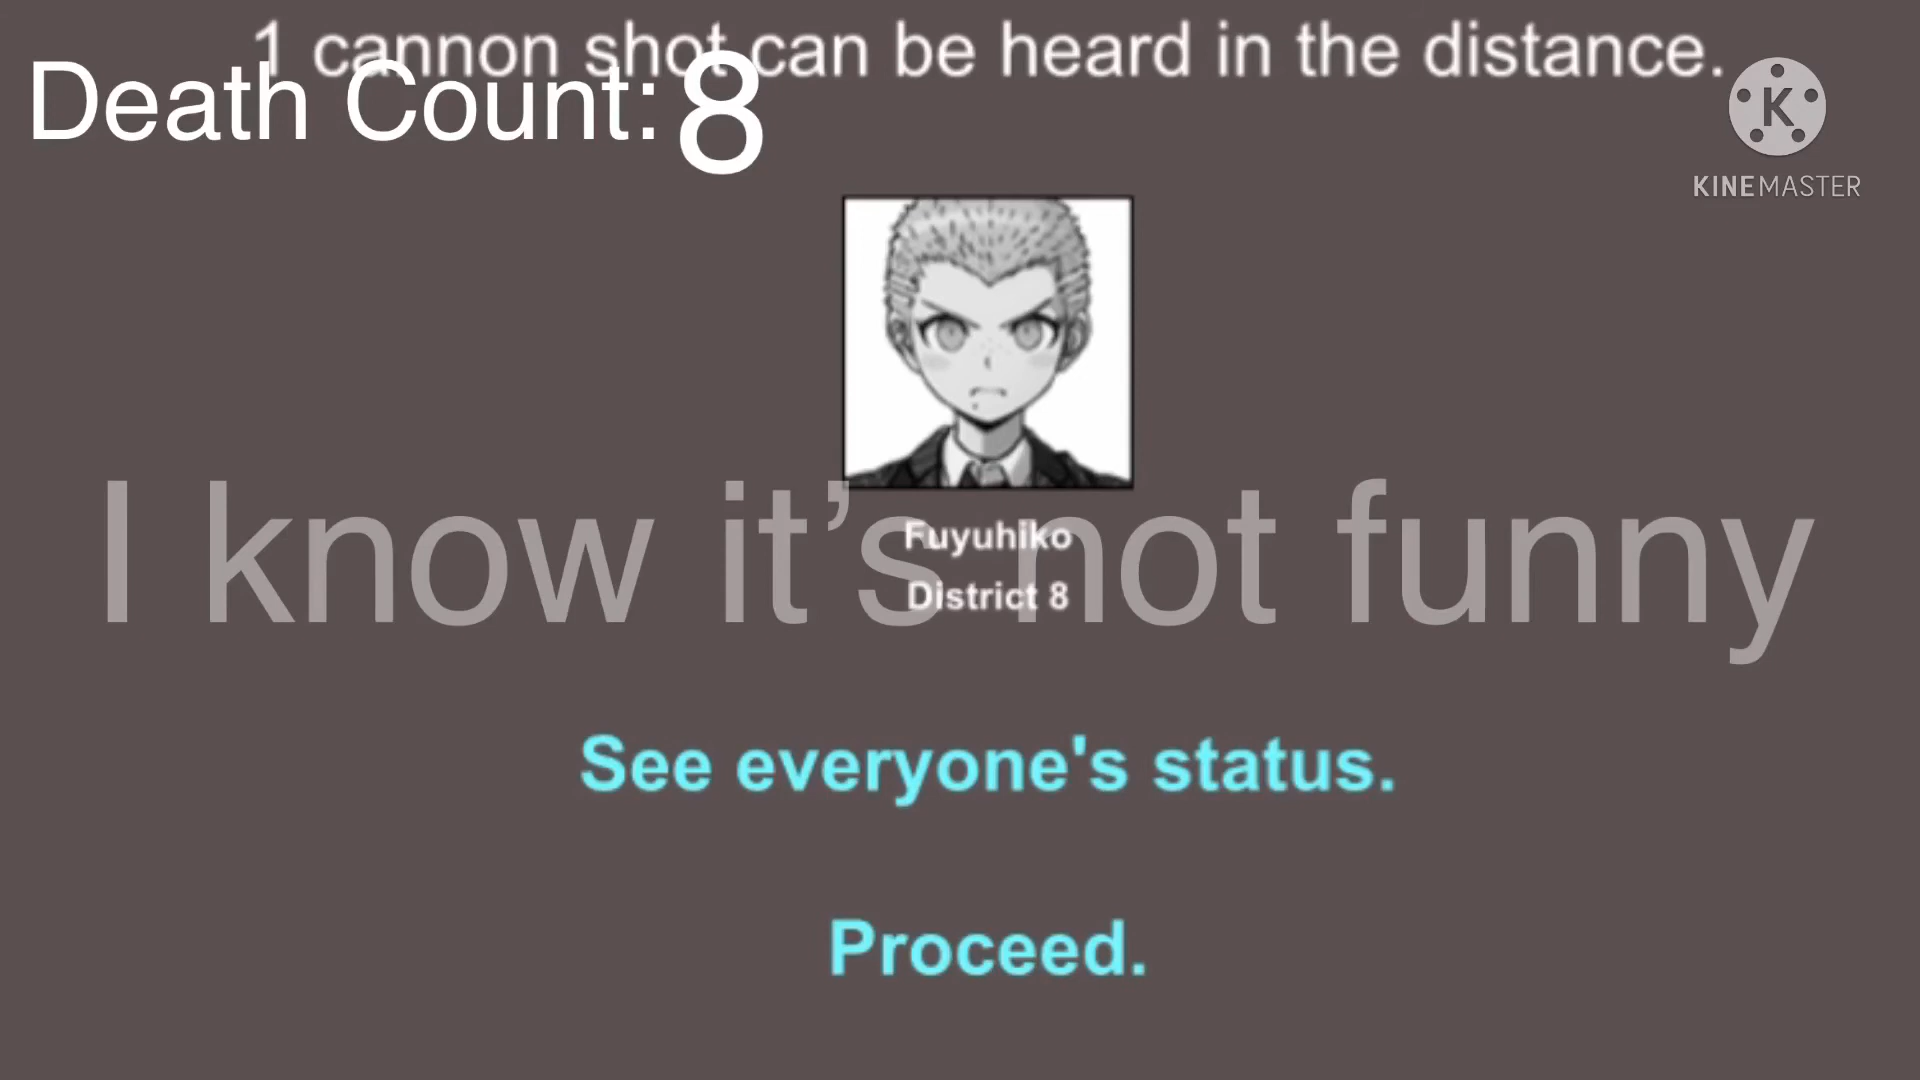 1 cannon shot can be heard in the distance.
Death Count: 8
KINEMASTER
I know it’s not funny
Fuyuhiko
District 8
See everyone's status.
Proceed.